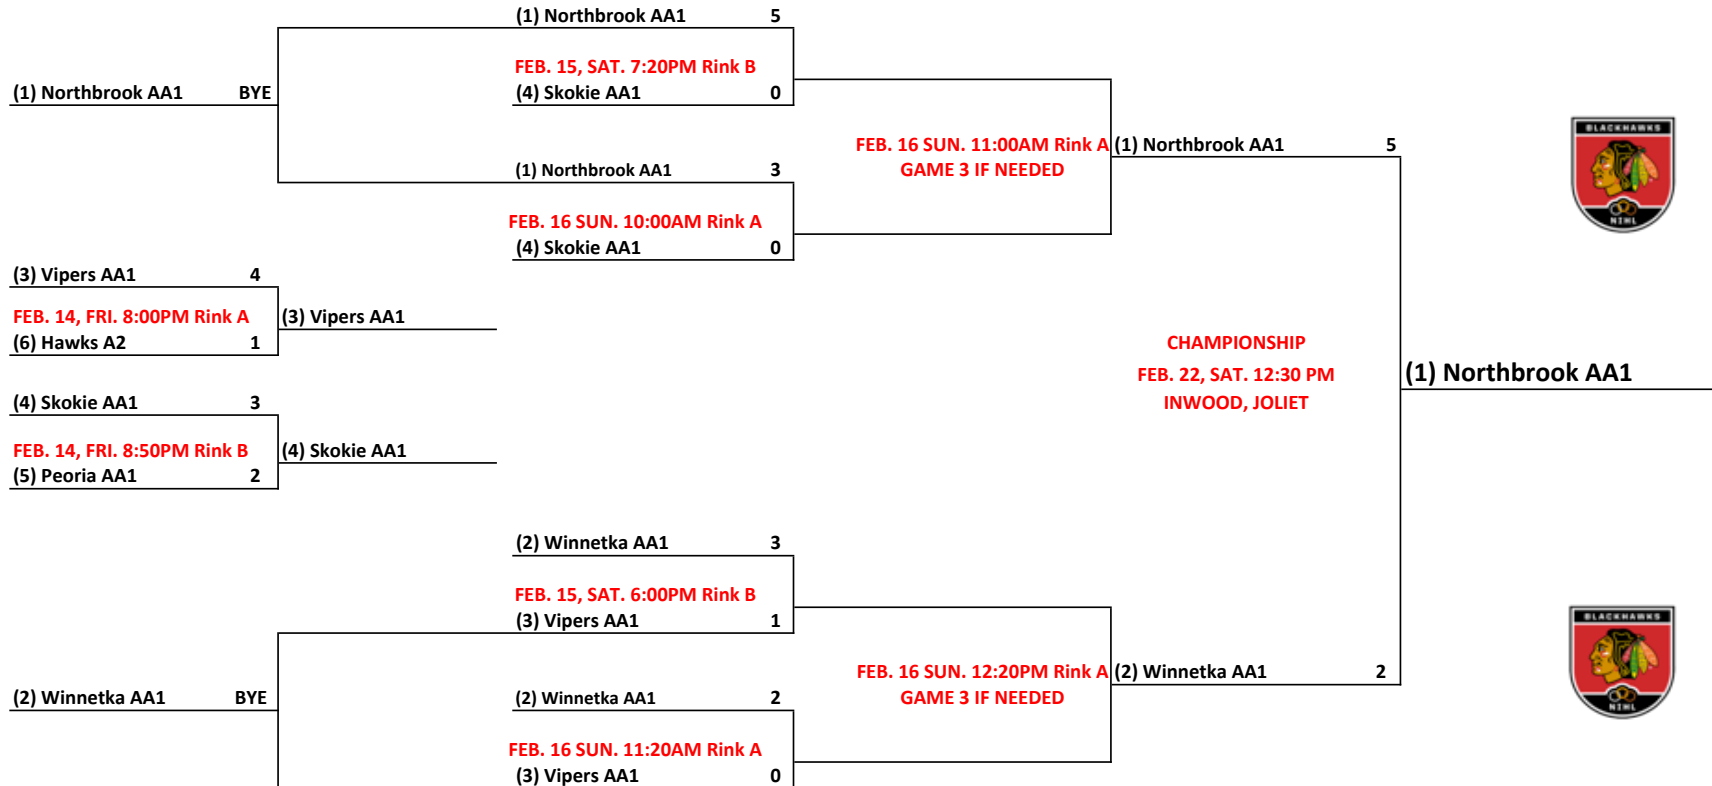 (1) Northbrook AA1 5
FEB. 15, SAT. 7:20PM Rink B
(1) Northbrook AA1 BYE
(4) Skokie AA1 0
BLACKHAWKS
NIHL
FEB. 16 SUN. 11:00AM Rink A
GAME 3 IF NEEDED
(1) Northbrook AA1 5
(1) Northbrook AA1 3
FEB. 16 SUN. 10:00AM Rink A
(4) Skokie AA1 0
(3) Vipers AA1 4
FEB. 14, FRI. 8:00PM Rink A
(3) Vipers AA1
(6) Hawks A2 1
CHAMPIONSHIP
FEB. 22, SAT. 12:30 PM
INWOOD, JOLIET
(1) Northbrook AA1
(4) Skokie AA1 3
FEB. 14, FRI. 8:50PM Rink B
(4) Skokie AA1
(5) Peoria AA1 2
(2) Winnetka AA1 3
FEB. 15, SAT. 6:00PM Rink B
(3) Vipers AA1 1
BLACKHAWKS
NIHL
FEB. 16 SUN. 12:20PM Rink A
GAME 3 IF NEEDED
(2) Winnetka AA1 2
(2) Winnetka AA1 BYE
(2) Winnetka AA1 2
FEB. 16 SUN. 11:20AM Rink A
(3) Vipers AA1 0